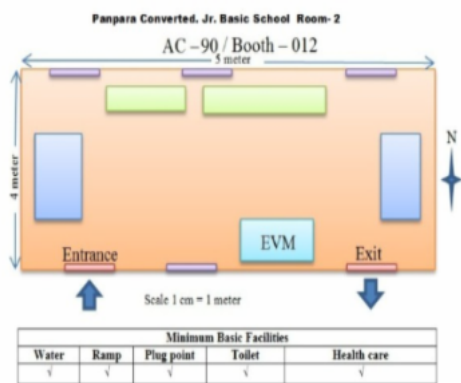 Panpara Converted. Jr. Basic School Room- 2
AC – 90 / Booth – 012
5 meter
4 meter
N
EVM
Entrance
Exit
Scale 1 cm = 1 meter
Minimum Basic Facilities
Water Ramp Plug point Toilet Health care
√ √ √ √ √